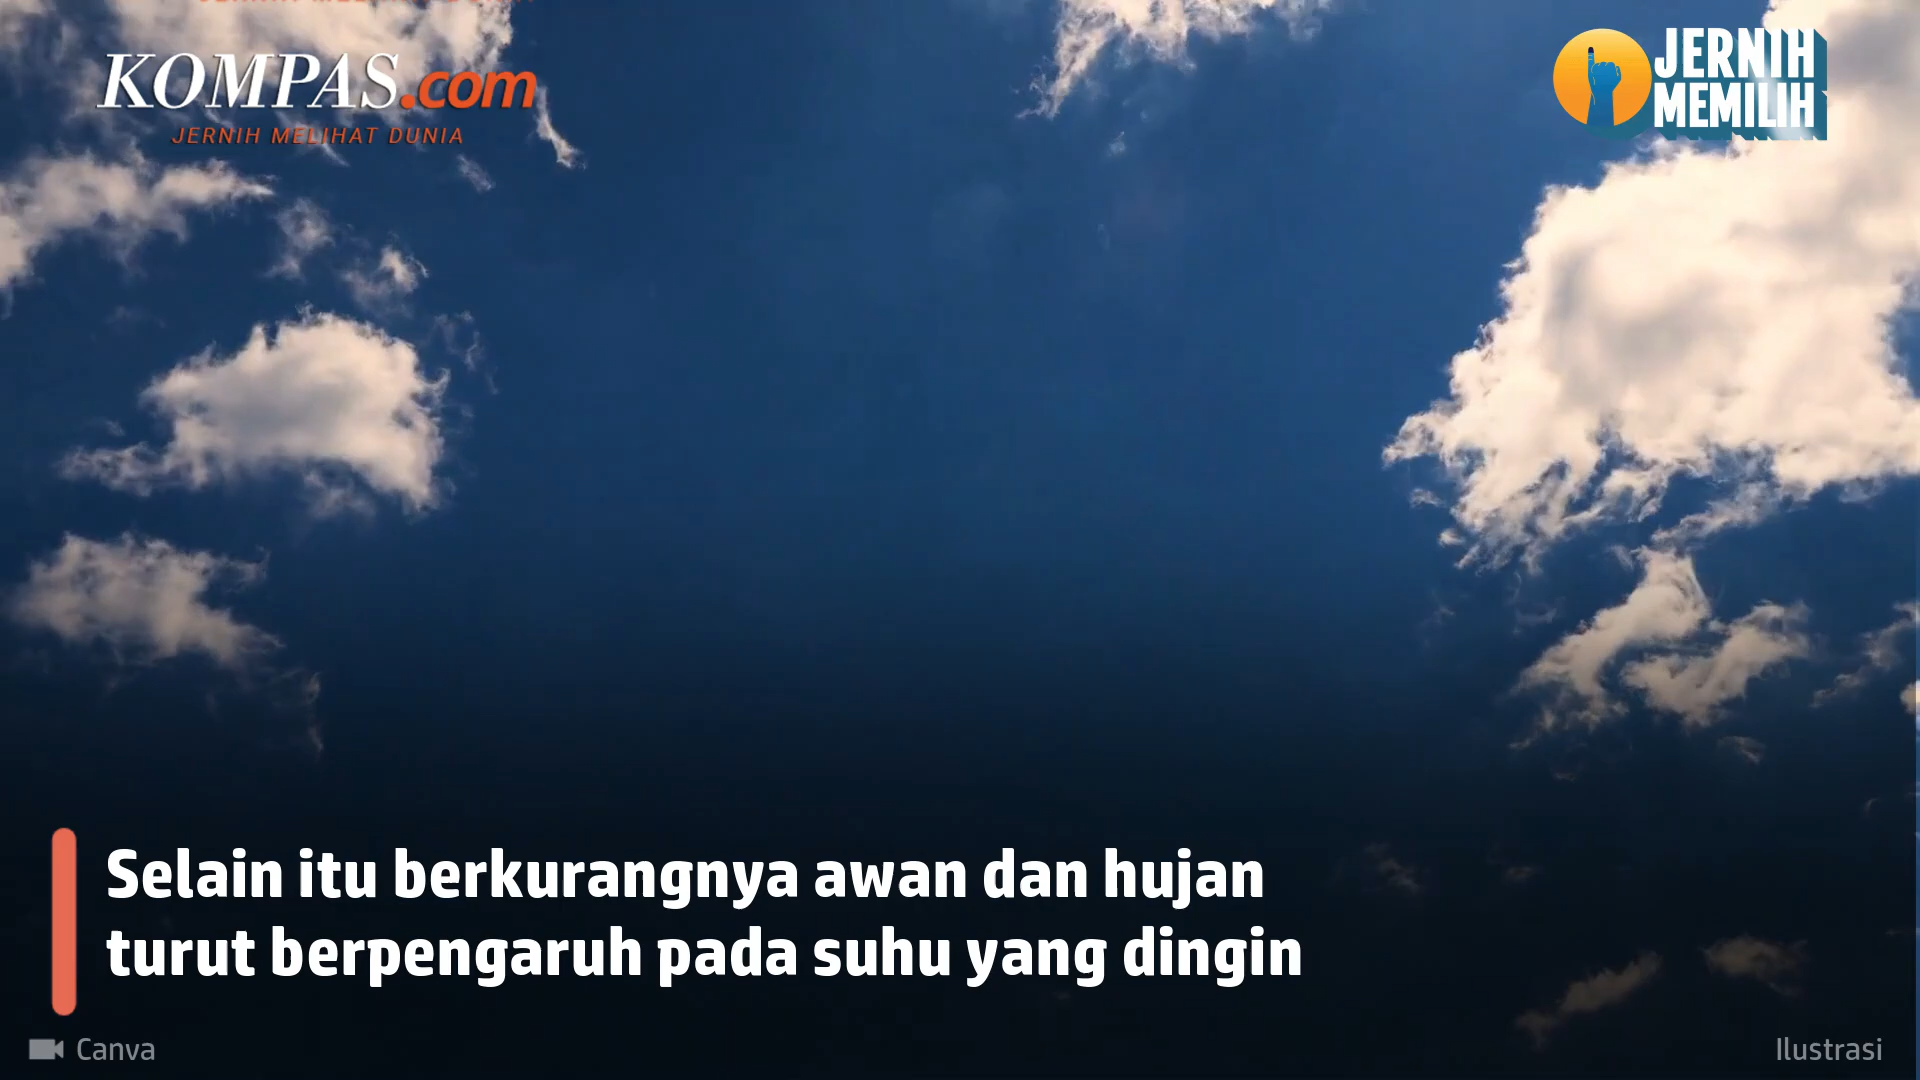 KOMPAS.com
JERNIH MELIHAT DUNIA
JERNIH
MEMILIH
Selain itu berkurangnya awan dan hujan
turut berpengaruh pada suhu yang dingin
Canva
Ilustrasi